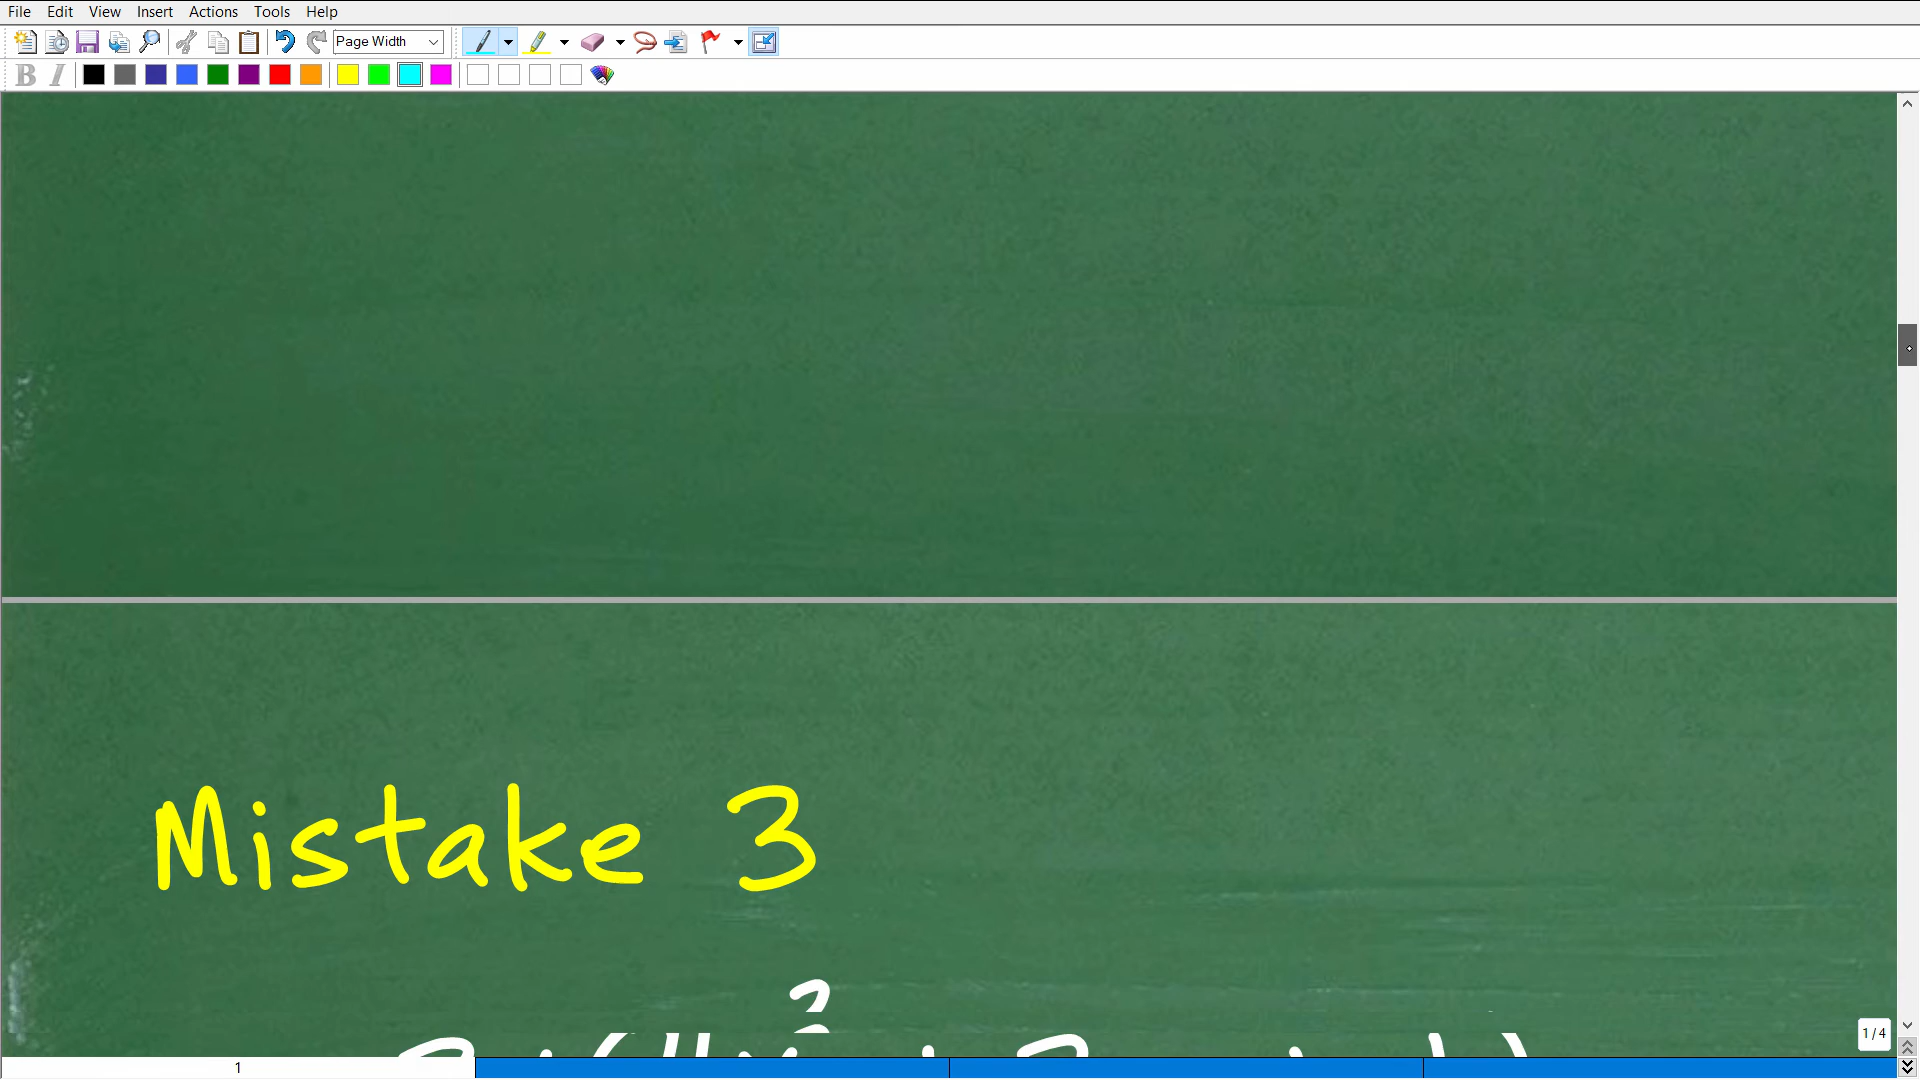 File Edit View Insert Actions Tools Help
Page Width
B I
Mistake 3
1 / 4
1